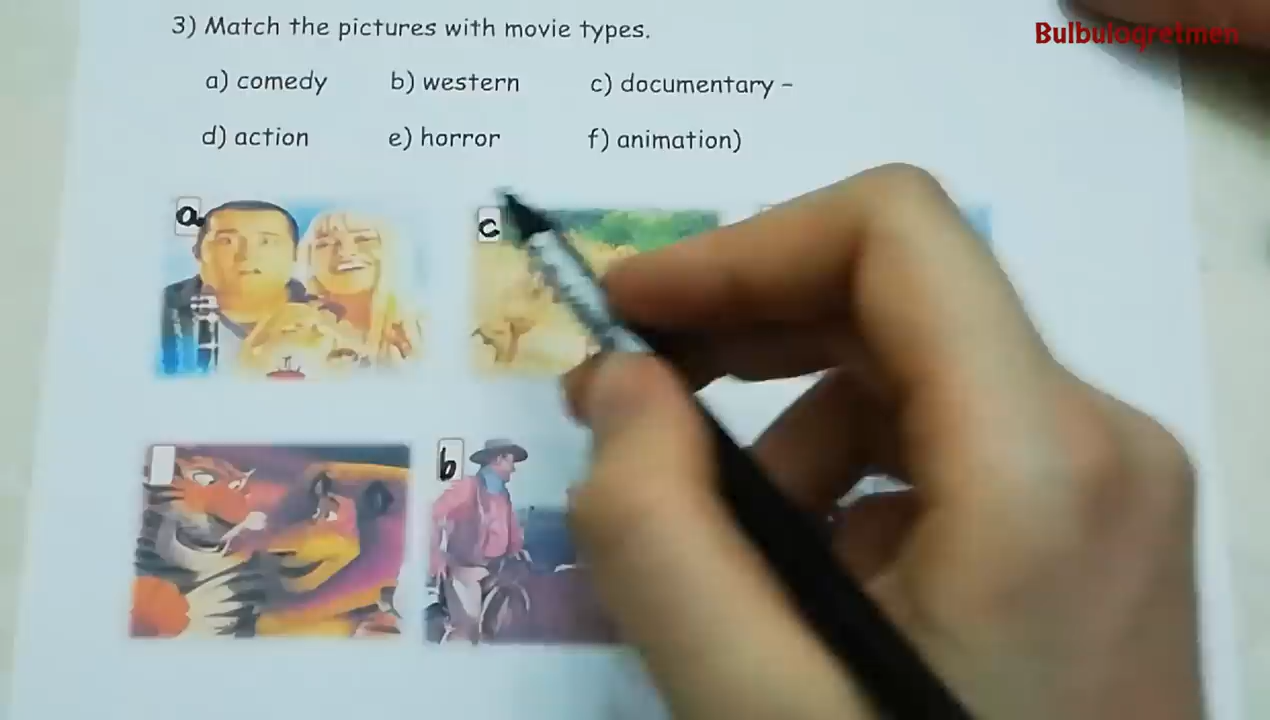 3) Match the pictures with movie types.
Bulbulogretmen
a) comedy b) western c) documentary -
d) action e) horror f) animation)
a
c
b